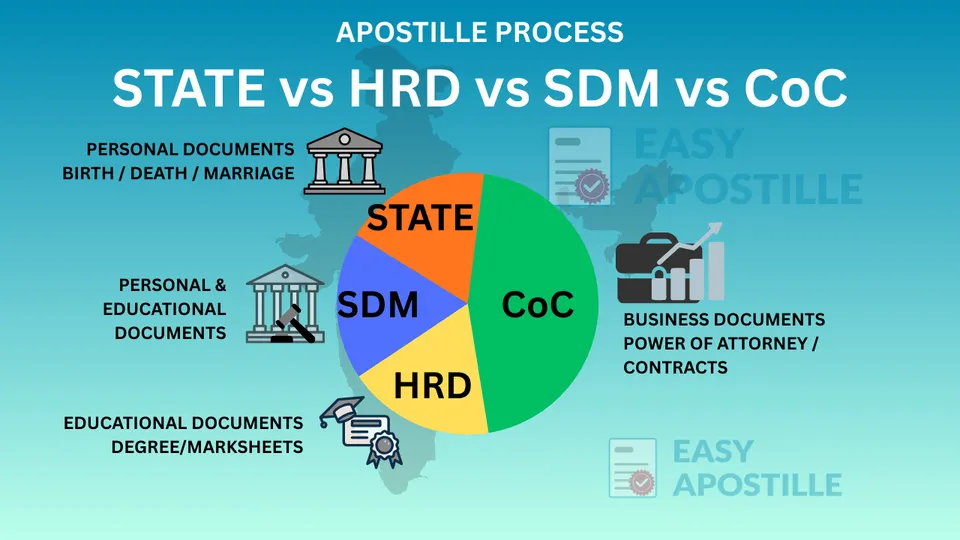 APOSTILLE PROCESS
STATE vs HRD vs SDM vs CoC
PERSONAL DOCUMENTS
BIRTH / DEATH / MARRIAGE
EASY
APOSTILLE
STATE
PERSONAL &
EDUCATIONAL
DOCUMENTS
SDM
CoC
BUSINESS DOCUMENTS
POWER OF ATTORNEY /
CONTRACTS
HRD
EDUCATIONAL DOCUMENTS
DEGREE/MARKSHEETS
EASY
APOSTILLE